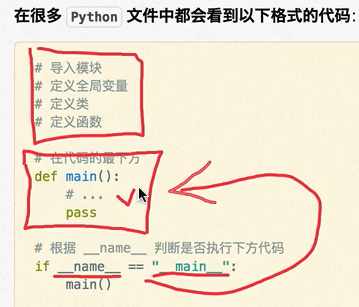 在很多 Python 文件中都会看到以下格式的代码：
# 导入模块
# 定义全局变量
# 定义类
# 定义函数
# 在代码的最下方
def main():
# ...
pass
# 根据 __name__ 判断是否执行下方代码
if __name__ == "__main__":
main()